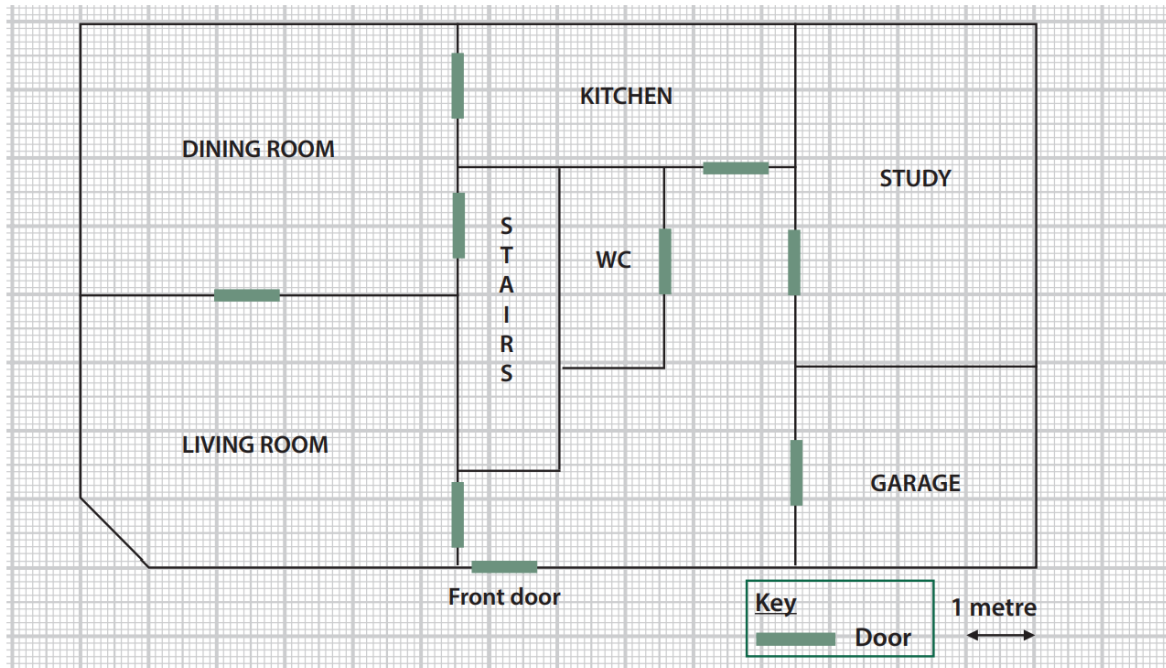 KITCHEN
DINING ROOM
STUDY
S
T
A
I
R
S
WC
LIVING ROOM
GARAGE
Front door
Key
Door
1 metre